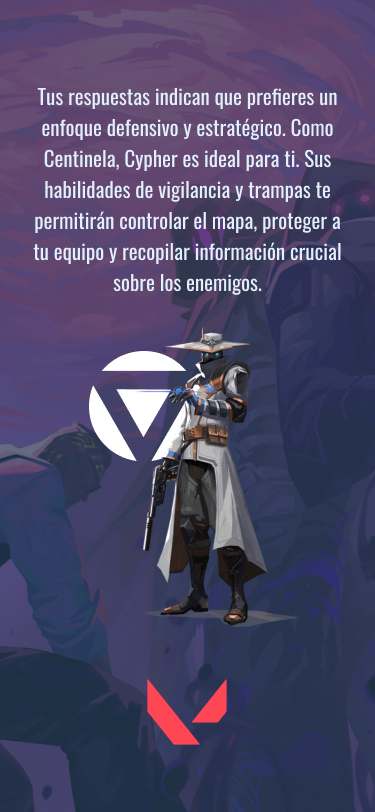 Tus respuestas indican que prefieres un
enfoque defensivo y estratégico. Como
Centinela, Cypher es ideal para ti. Sus
habilidades de vigilancia y trampas te
permitirán controlar el mapa, proteger a
tu equipo y recopilar información crucial
sobre los enemigos.